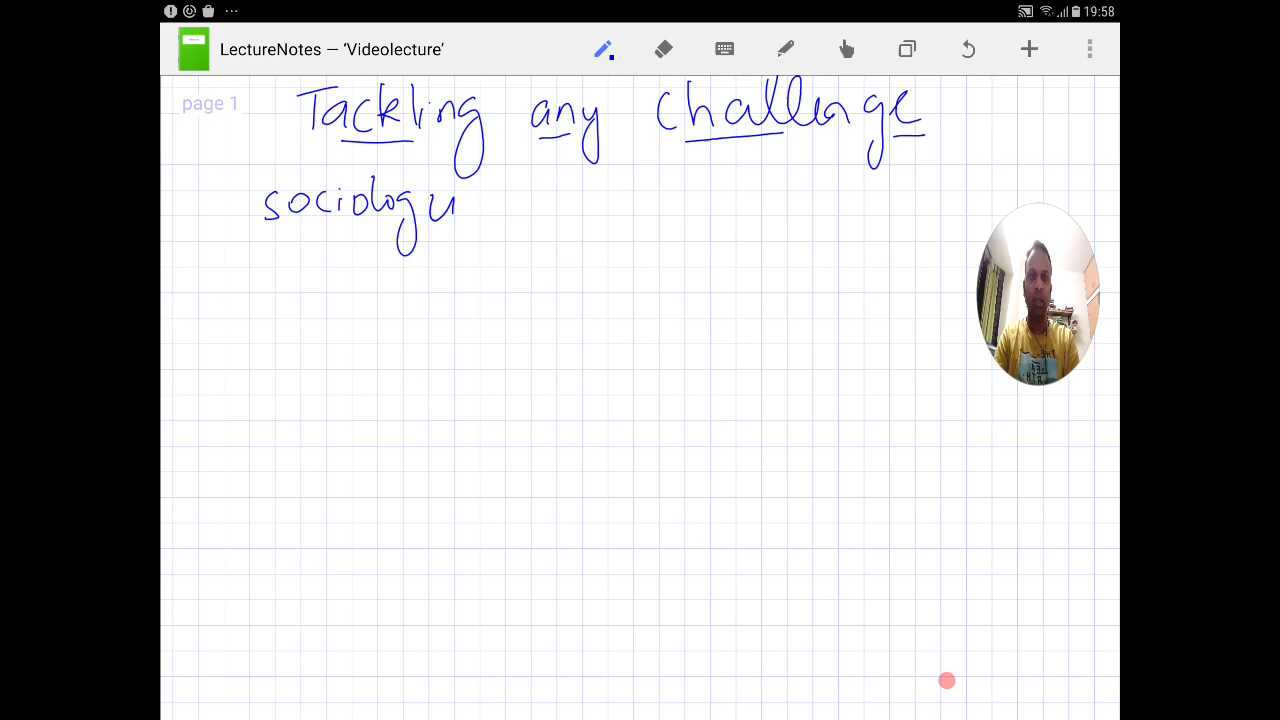 19:58
LectureNotes – ‘Videolecture’
page 1
Tackling any challenge
sociologu